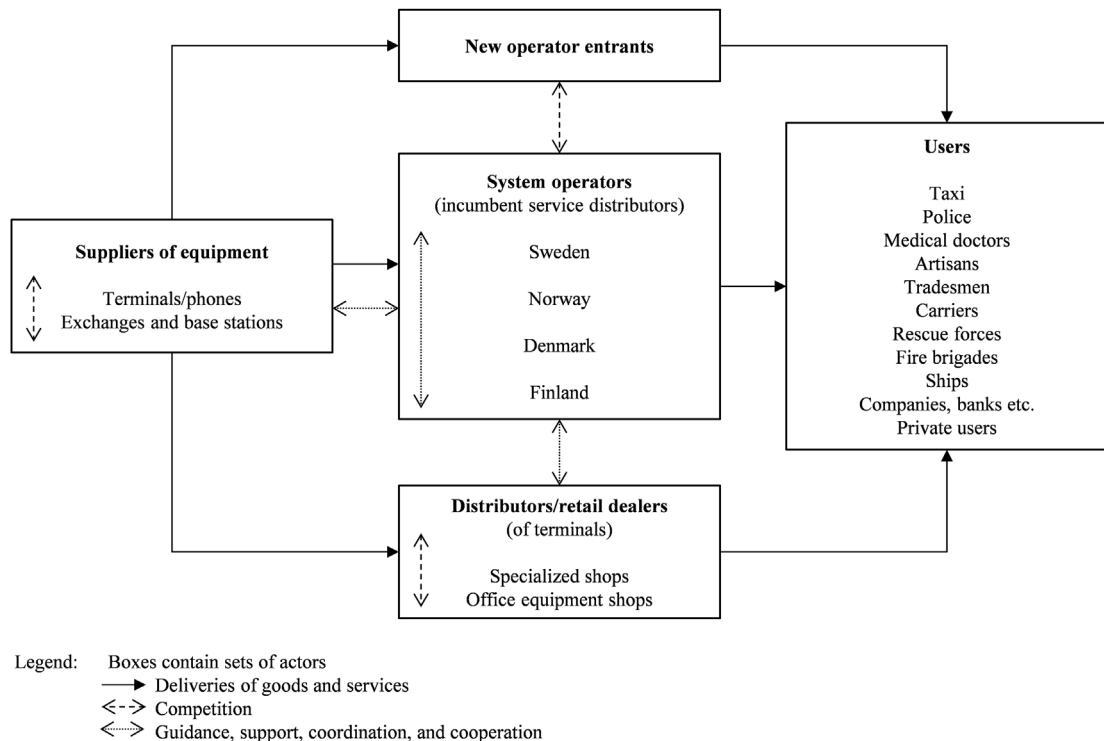 New operator entrants
System operators
(incumbent service distributors)
Sweden
Norway
Denmark
Finland
Suppliers of equipment
Terminals/phones
Exchanges and base stations
Users
Taxi
Police
Medical doctors
Artisans
Tradesmen
Carriers
Rescue forces
Fire brigades
Ships
Companies, banks etc.
Private users
Distributors/retail dealers
(of terminals)
Specialized shops
Office equipment shops
Legend: Boxes contain sets of actors
Deliveries of goods and services
Competition
Guidance, support, coordination, and cooperation